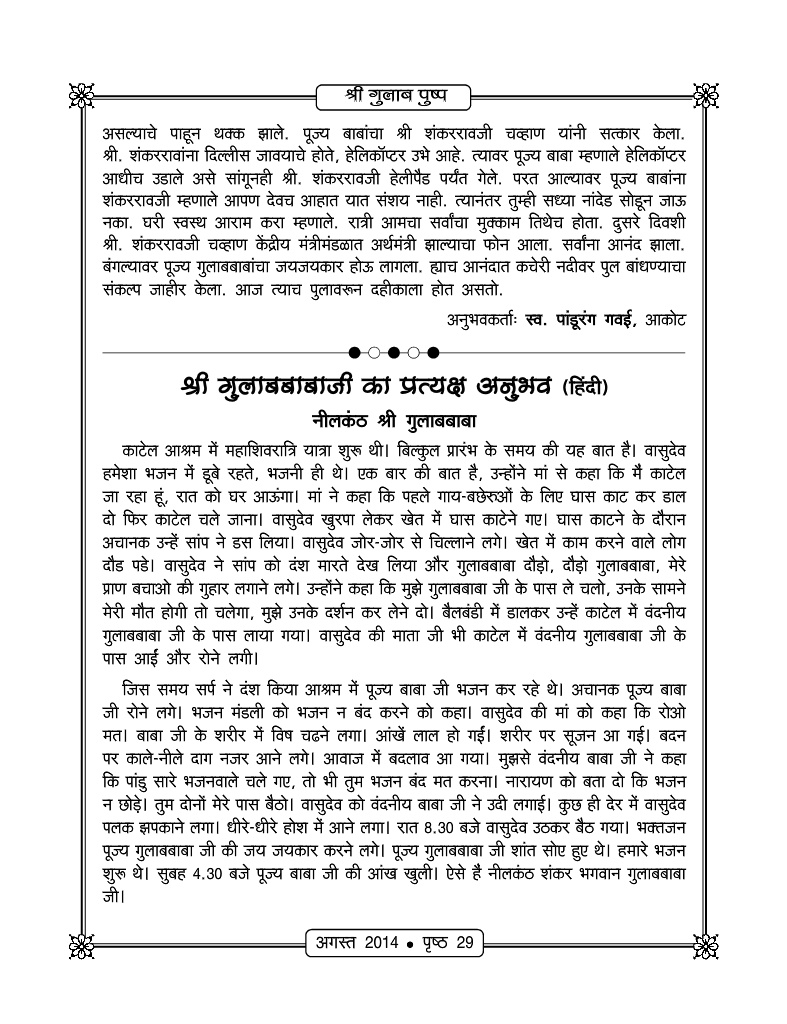 श्री गुलाब पुष्प
असल्याचे पाहून थक्क झाले. पूज्य बाबांचा श्री शंकररावजी चव्हाण यांनी सत्कार केला.
श्री. शंकररावांना दिल्लीस जावयाचे होते, हेलिकॉप्टर उभे आहे. त्यावर पूज्य बाबा म्हणाले हेलिकॉप्टर
आधीच उडाले असे सांगूनही श्री. शंकररावजी हेलीपैड पर्यंत गेले. परत आल्यावर पूज्य बाबांना
शंकररावजी म्हणाले आपण देवच आहात यात संशय नाही. त्यानंतर तुम्ही सध्या नांदेड सोडून जाऊ
नका. घरी स्वस्थ आराम करा म्हणाले. रात्री आमचा सर्वांचा मुक्काम तिथेच होता. दुसरे दिवशी
श्री. शंकररावजी चव्हाण केंद्रीय मंत्रीमंडळात अर्थमंत्री झाल्याचा फोन आला. सर्वांना आनंद झाला.
बंगल्यावर पूज्य गुलाबबाबांचा जयजयकार होऊ लागला. ह्याच आनंदात कचेरी नदीवर पुल बांधण्याचा
संकल्प जाहीर केला. आज त्याच पुलावरून दहीकाला होत असतो.
अनुभवकर्ताः स्व. पांडूरंग गवई, आकोट
श्री गुलाबबाबाजी का प्रत्यक्ष अनुभव (हिंदी)
नीलकंठ श्री गुलाबबाबा
काटेल आश्रम में महाशिवरात्रि यात्रा शुरू थी। बिल्कुल प्रारंभ के समय की यह बात है। वासुदेव
हमेशा भजन में डूबे रहते, भजनी ही थे। एक बार की बात है, उन्होंने मां से कहा कि मै काटेल
जा रहा हूं, रात को घर आऊंगा। मां ने कहा कि पहले गाय-बछेरुओं के लिए घास काट कर डाल
दो फिर काटेल चले जाना। वासुदेव खुरपा लेकर खेत में घास काटेने गए। घास काटने के दौरान
अचानक उन्हें सांप ने डस लिया। वासुदेव जोर-जोर से चिल्लाने लगे। खेत में काम करने वाले लोग
दौड पडे। वासुदेव ने सांप को दंश मारते देख लिया और गुलाबबाबा दौड़ो, दौड़ो गुलाबबाबा, मेरे
प्राण बचाओ की गुहार लगाने लगे। उन्होंने कहा कि मुझे गुलाबबाबा जी के पास ले चलो, उनके सामने
मेरी मौत होगी तो चलेगा, मुझे उनके दर्शन कर लेने दो। बैलबंडी में डालकर उन्हें काटेल में वंदनीय
गुलाबबाबा जी के पास लाया गया। वासुदेव की माता जी भी काटेल में वंदनीय गुलाबबाबा जी के
पास आईं और रोने लगी।
जिस समय सर्प ने दंश किया आश्रम में पूज्य बाबा जी भजन कर रहे थे। अचानक पूज्य बाबा
जी रोने लगे। भजन मंडली को भजन न बंद करने को कहा। वासुदेव की मां को कहा कि रोओ
मत। बाबा जी के शरीर में विष चढने लगा। आंखें लाल हो गईं। शरीर पर सूजन आ गई। बदन
पर काले-नीले दाग नजर आने लगे। आवाज में बदलाव आ गया। मुझसे वंदनीय बाबा जी ने कहा
कि पांडु सारे भजनवाले चले गए, तो भी तुम भजन बंद मत करना। नारायण को बता दो कि भजन
न छोड़े। तुम दोनों मेरे पास बैठो। वासुदेव को वंदनीय बाबा जी ने उदी लगाई। कुछ ही देर में वासुदेव
पलक झपकाने लगा। धीरे-धीरे होश में आने लगा। रात 8.30 बजे वासुदेव उठकर बैठ गया। भक्तजन
पूज्य गुलाबबाबा जी की जय जयकार करने लगे। पूज्य गुलाबबाबा जी शांत सोए हुए थे। हमारे भजन
शुरू थे। सुबह 4.30 बजे पूज्य बाबा जी की आंख खुली। ऐसे है नीलकंठ शंकर भगवान गुलाबबाबा
जी।
अगस्त 2014 ● पृष्ठ 29